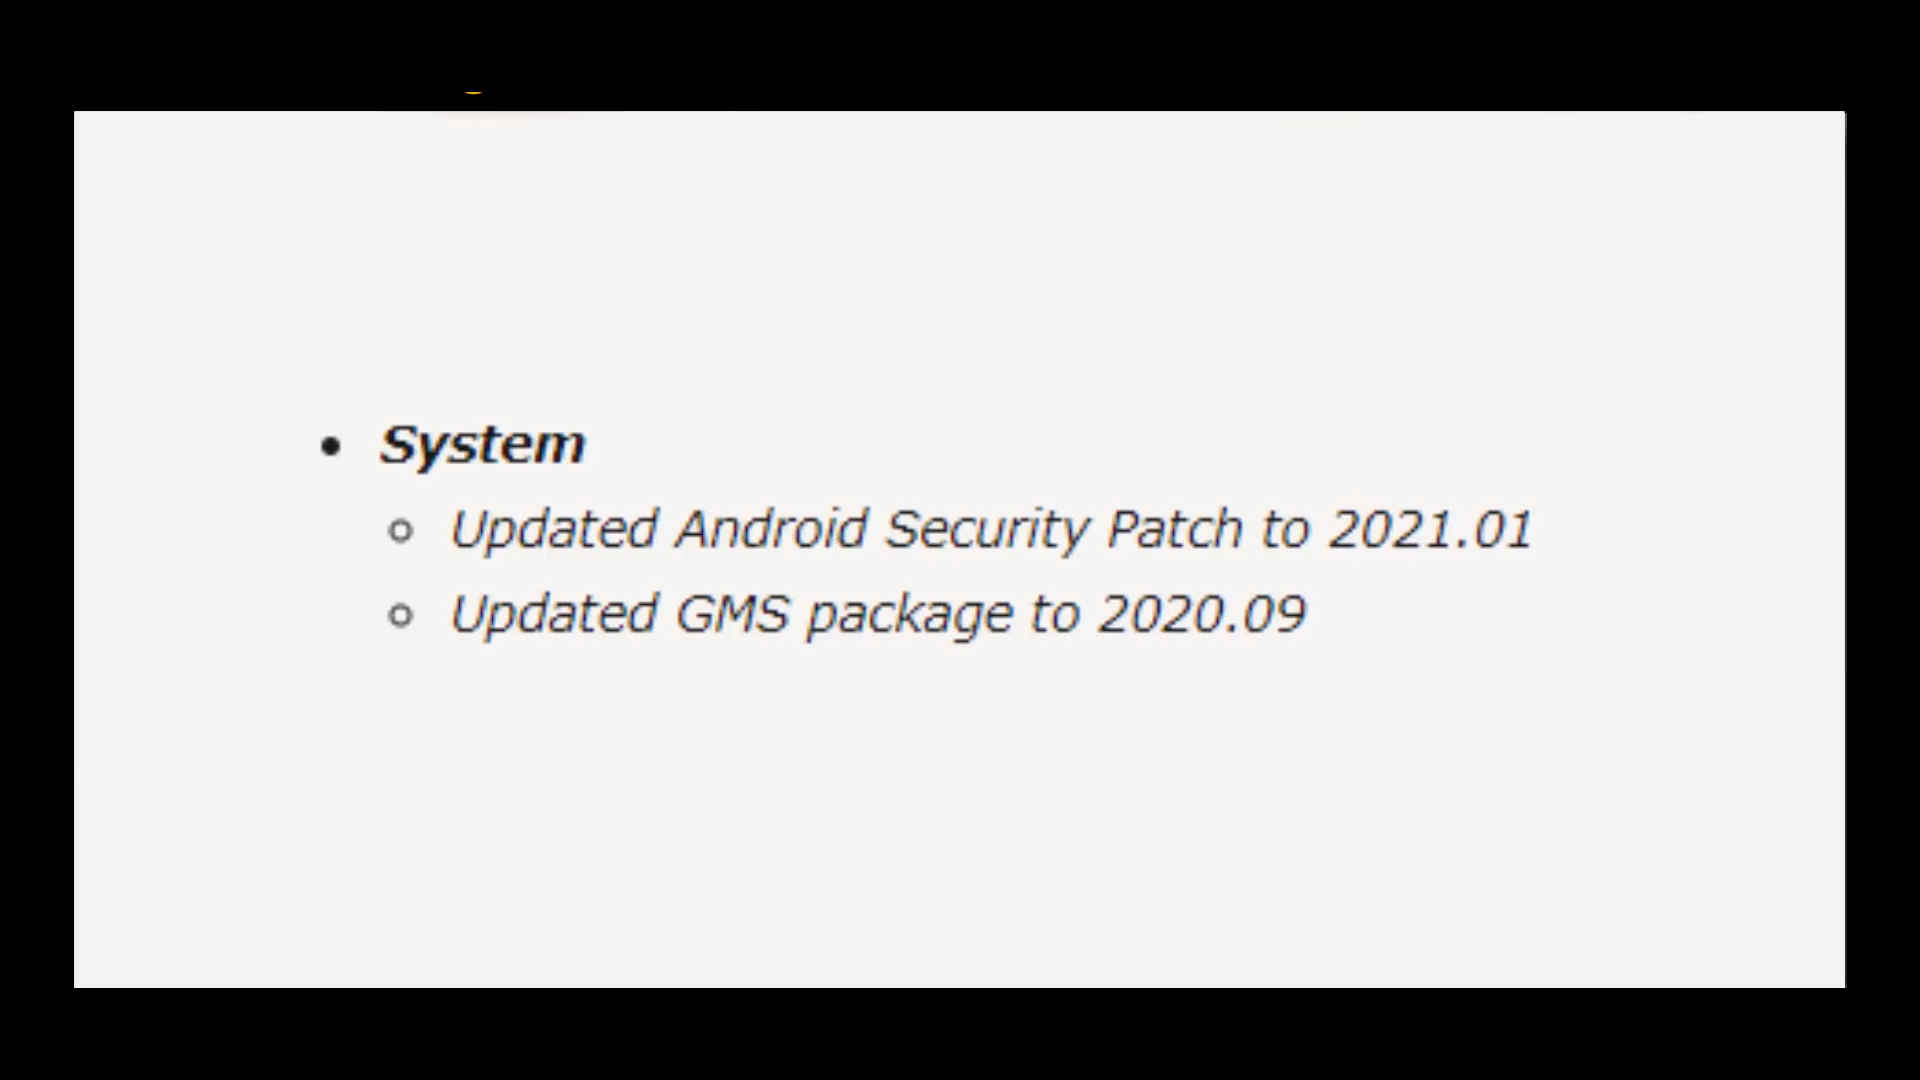 • System
○ Updated Android Security Patch to 2021.01
○ Updated GMS package to 2020.09